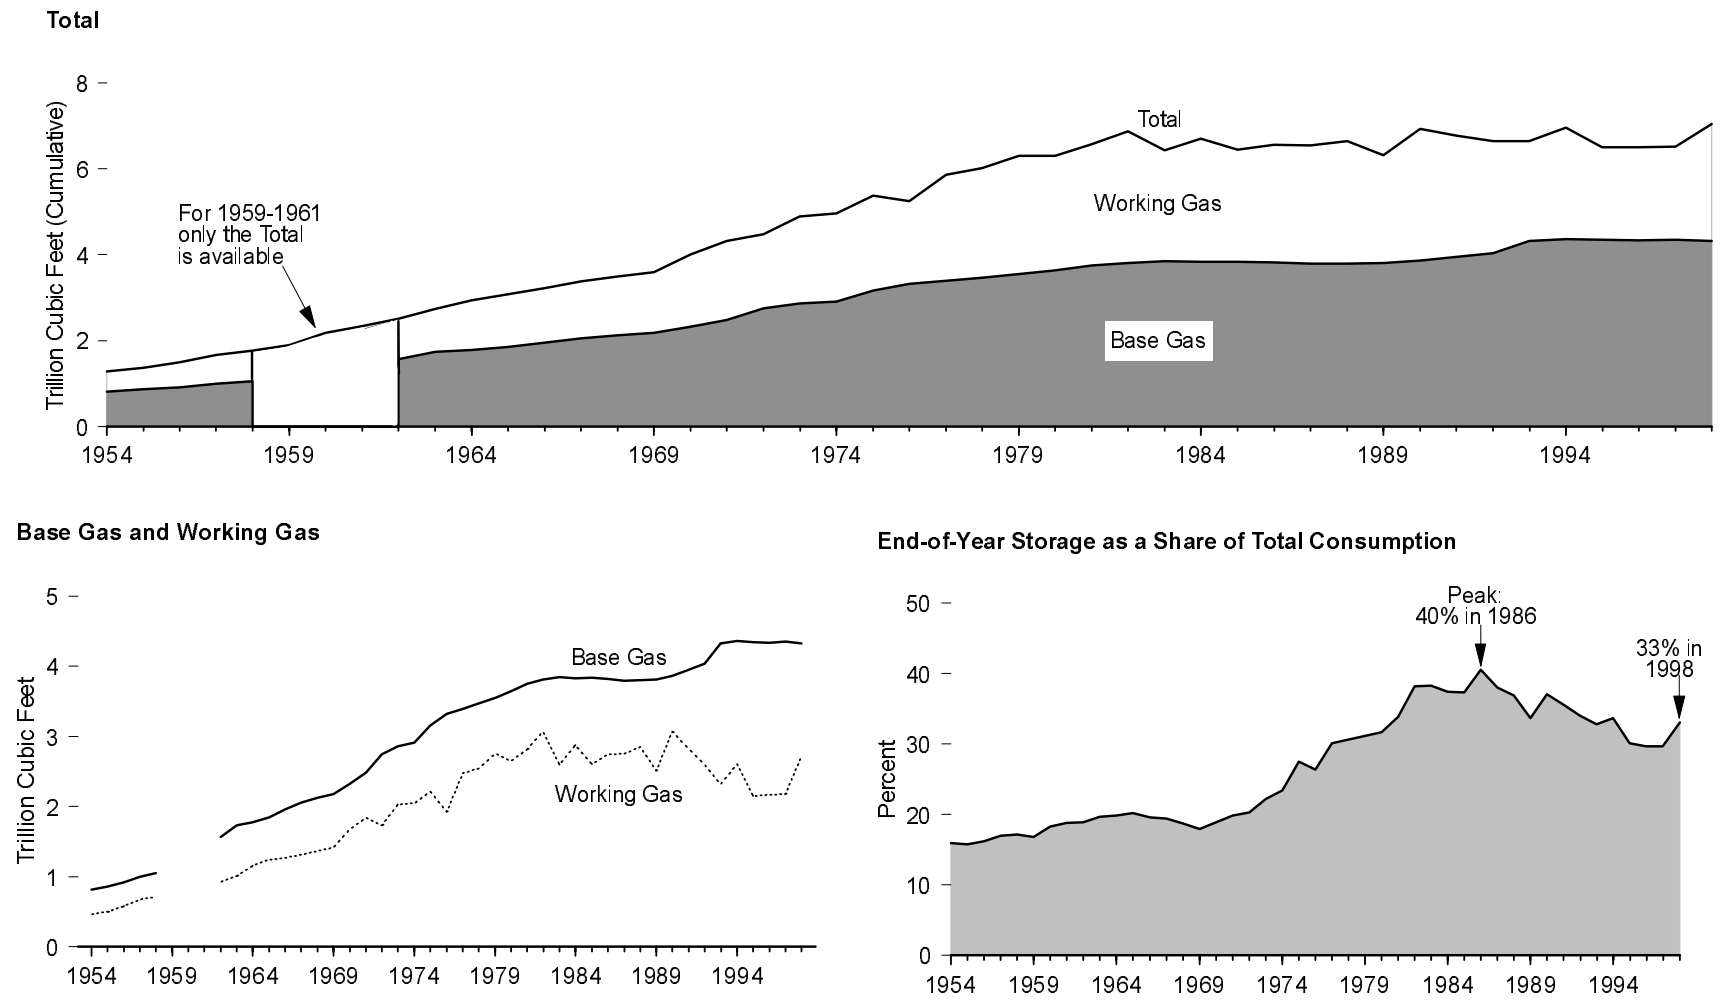 Total
Trillion Cubic Feet (Cumulative)
8
6
4
2
0
Total
Working Gas
For 1959-1961
only the Total
is available
Base Gas
1954 1959 1964 1969 1974 1979 1984 1989 1994
Base Gas and Working Gas
Trillion Cubic Feet
5
4
3
2
1
0
Base Gas
Working Gas
1954 1959 1964 1969 1974 1979 1984 1989 1994
End-of-Year Storage as a Share of Total Consumption
Percent
50
40
30
20
10
0
Peak:
40% in 1986
33% in
1998
1954 1959 1964 1969 1974 1979 1984 1989 1994